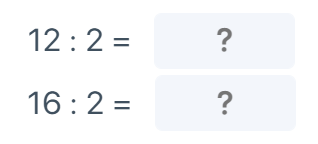 12 : 2 = ?
16 : 2 = ?